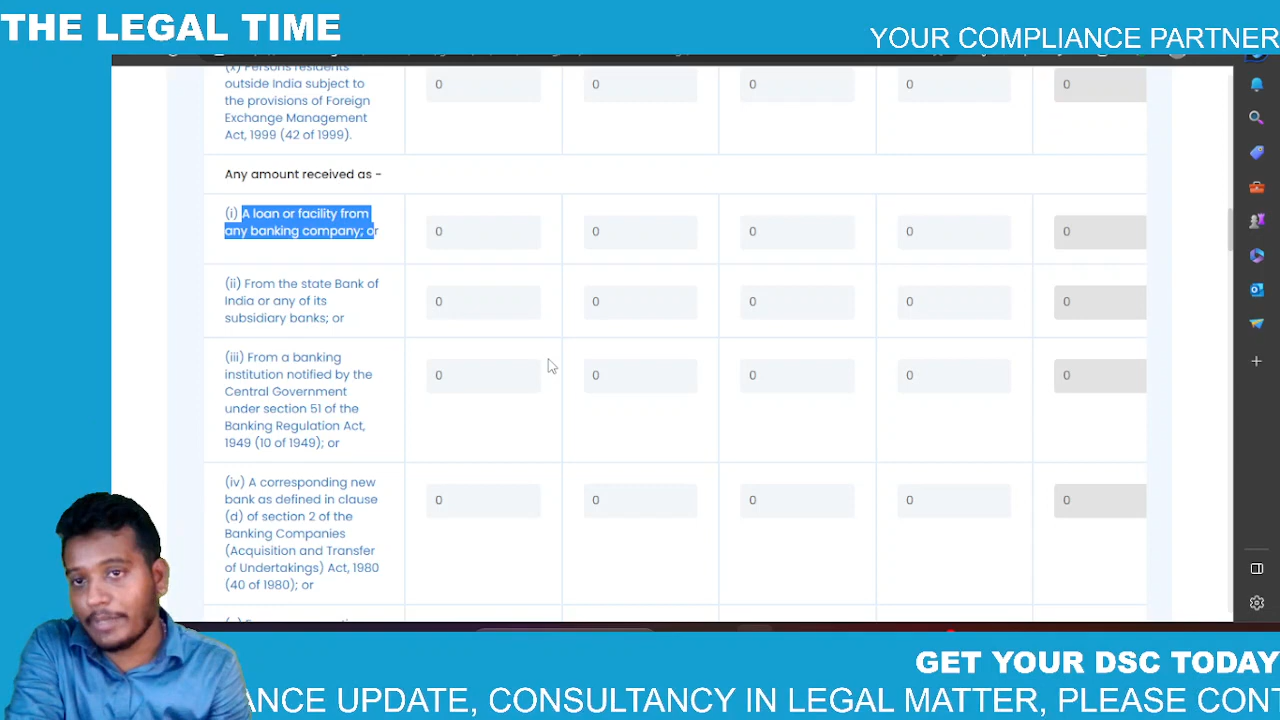 THE LEGAL TIME
YOUR COMPLIANCE PARTNER
(x) Persons residents
outside India subject to
the provisions of Foreign
Exchange Management
Act, 1999 (42 of 1999).
0 0 0 0 0
Any amount received as -
(i) A loan or facility from
any banking company; or
0 0 0 0 0
(ii) From the state Bank of
India or any of its
subsidiary banks; or
0 0 0 0 0
(iii) From a banking
institution notified by the
Central Government
under section 51 of the
Banking Regulation Act,
1949 (10 of 1949); or
0 0 0 0 0
(iv) A corresponding new
bank as defined in clause
(d) of section 2 of the
Banking Companies
(Acquisition and Transfer
of Undertakings) Act, 1980
(40 of 1980); or
0 0 0 0 0
GET YOUR DSC TODAY
ANCE UPDATE, CONSULTANCY IN LEGAL MATTER, PLEASE CONT